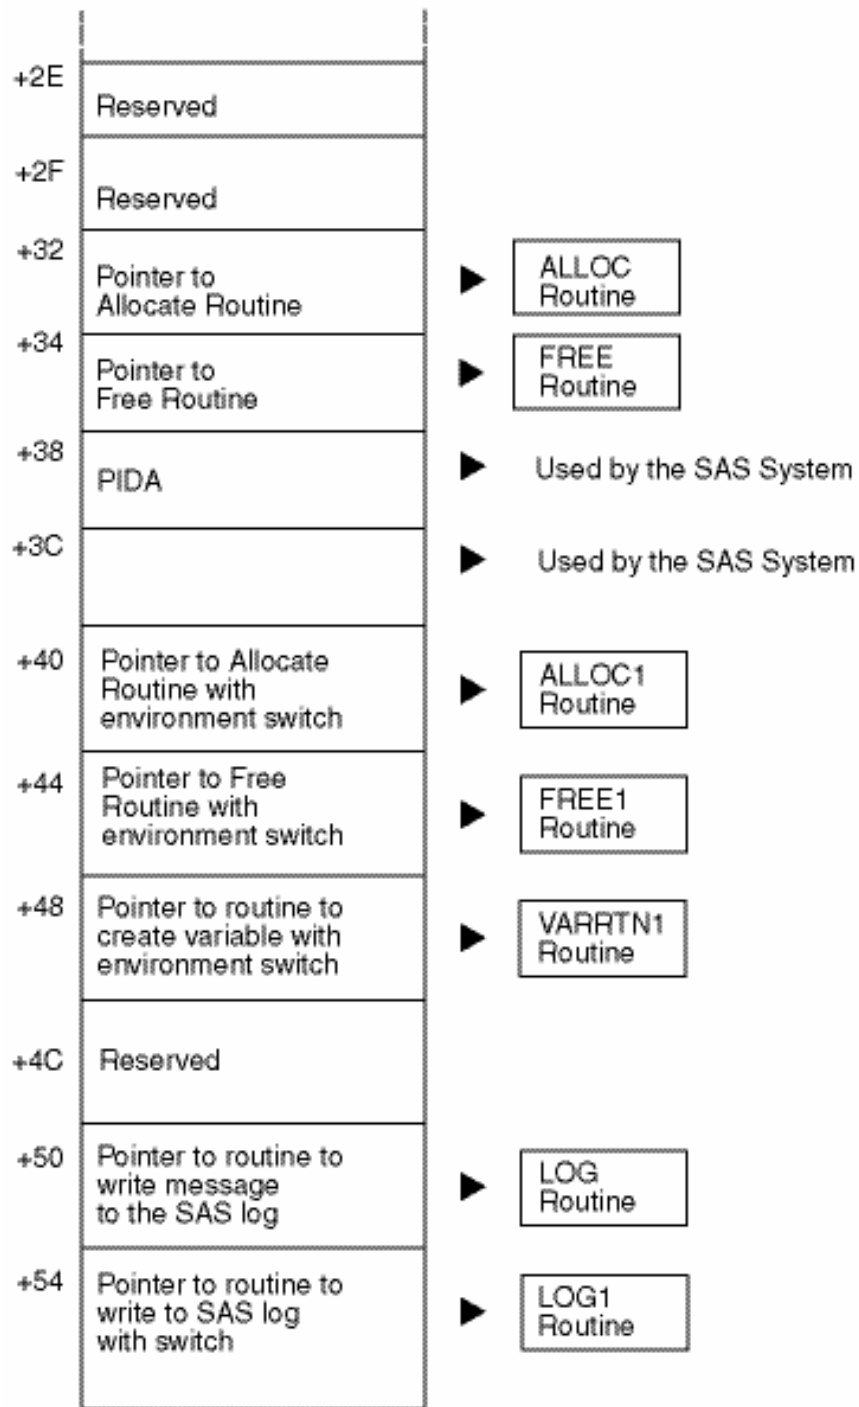 +2E
Reserved
+2F
Reserved
+32
Pointer to
Allocate Routine
ALLOC
Routine
+34
Pointer to
Free Routine
FREE
Routine
+38
PIDA
Used by the SAS System
+3C
Used by the SAS System
+40
Pointer to Allocate
Routine with
environment switch
ALLOC1
Routine
+44
Pointer to Free
Routine with
environment switch
FREE1
Routine
+48
Pointer to routine to
create variable with
environment switch
VARRTN1
Routine
+4C
Reserved
+50
Pointer to routine to
write message
to the SAS log
LOG
Routine
+54
Pointer to routine to
write to SAS log
with switch
LOG1
Routine